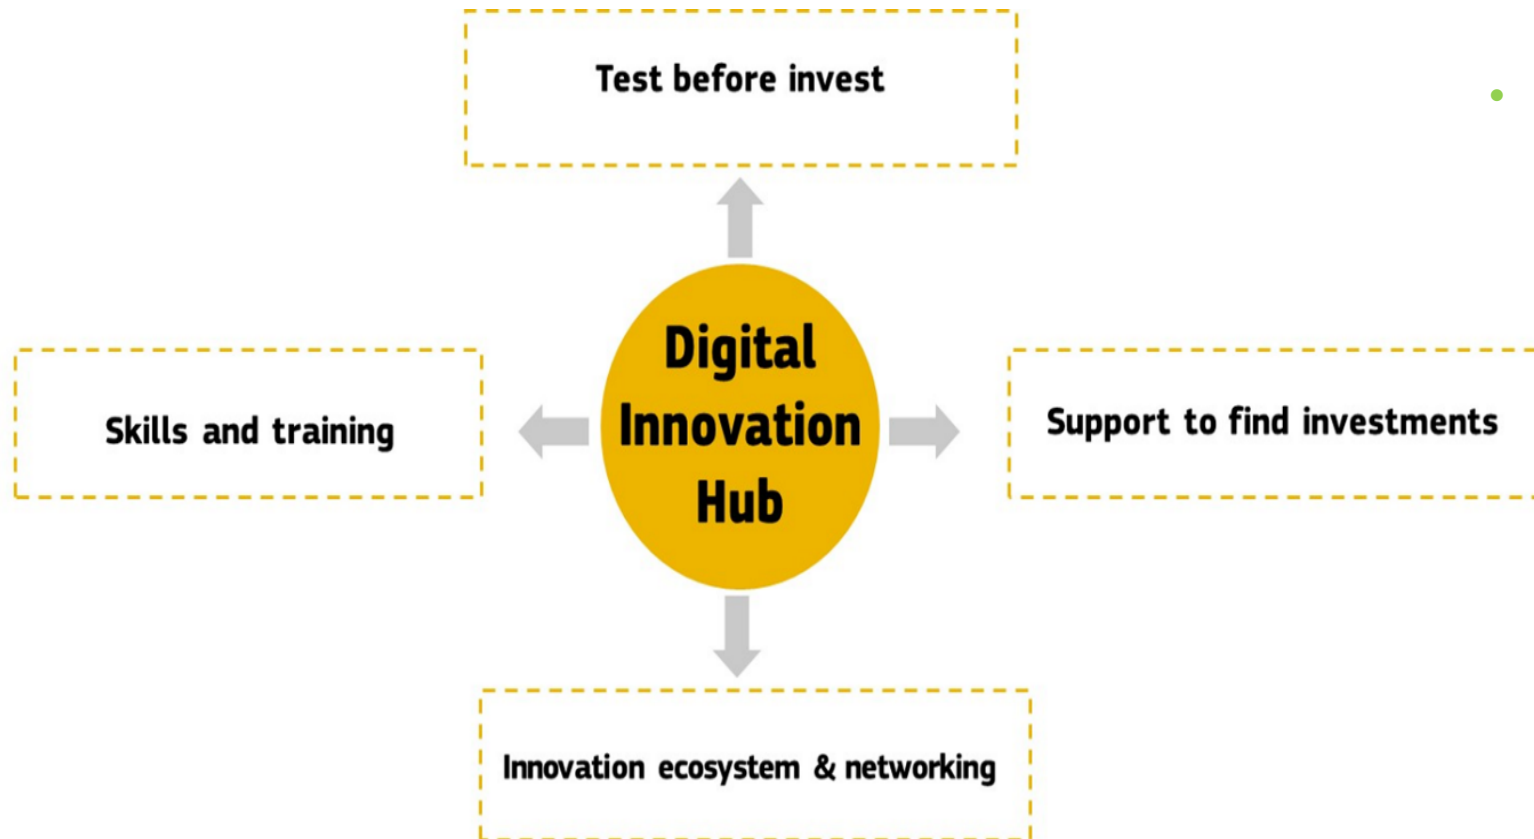 Test before invest
Digital
Innovation
Hub
Skills and training
Support to find investments
Innovation ecosystem & networking